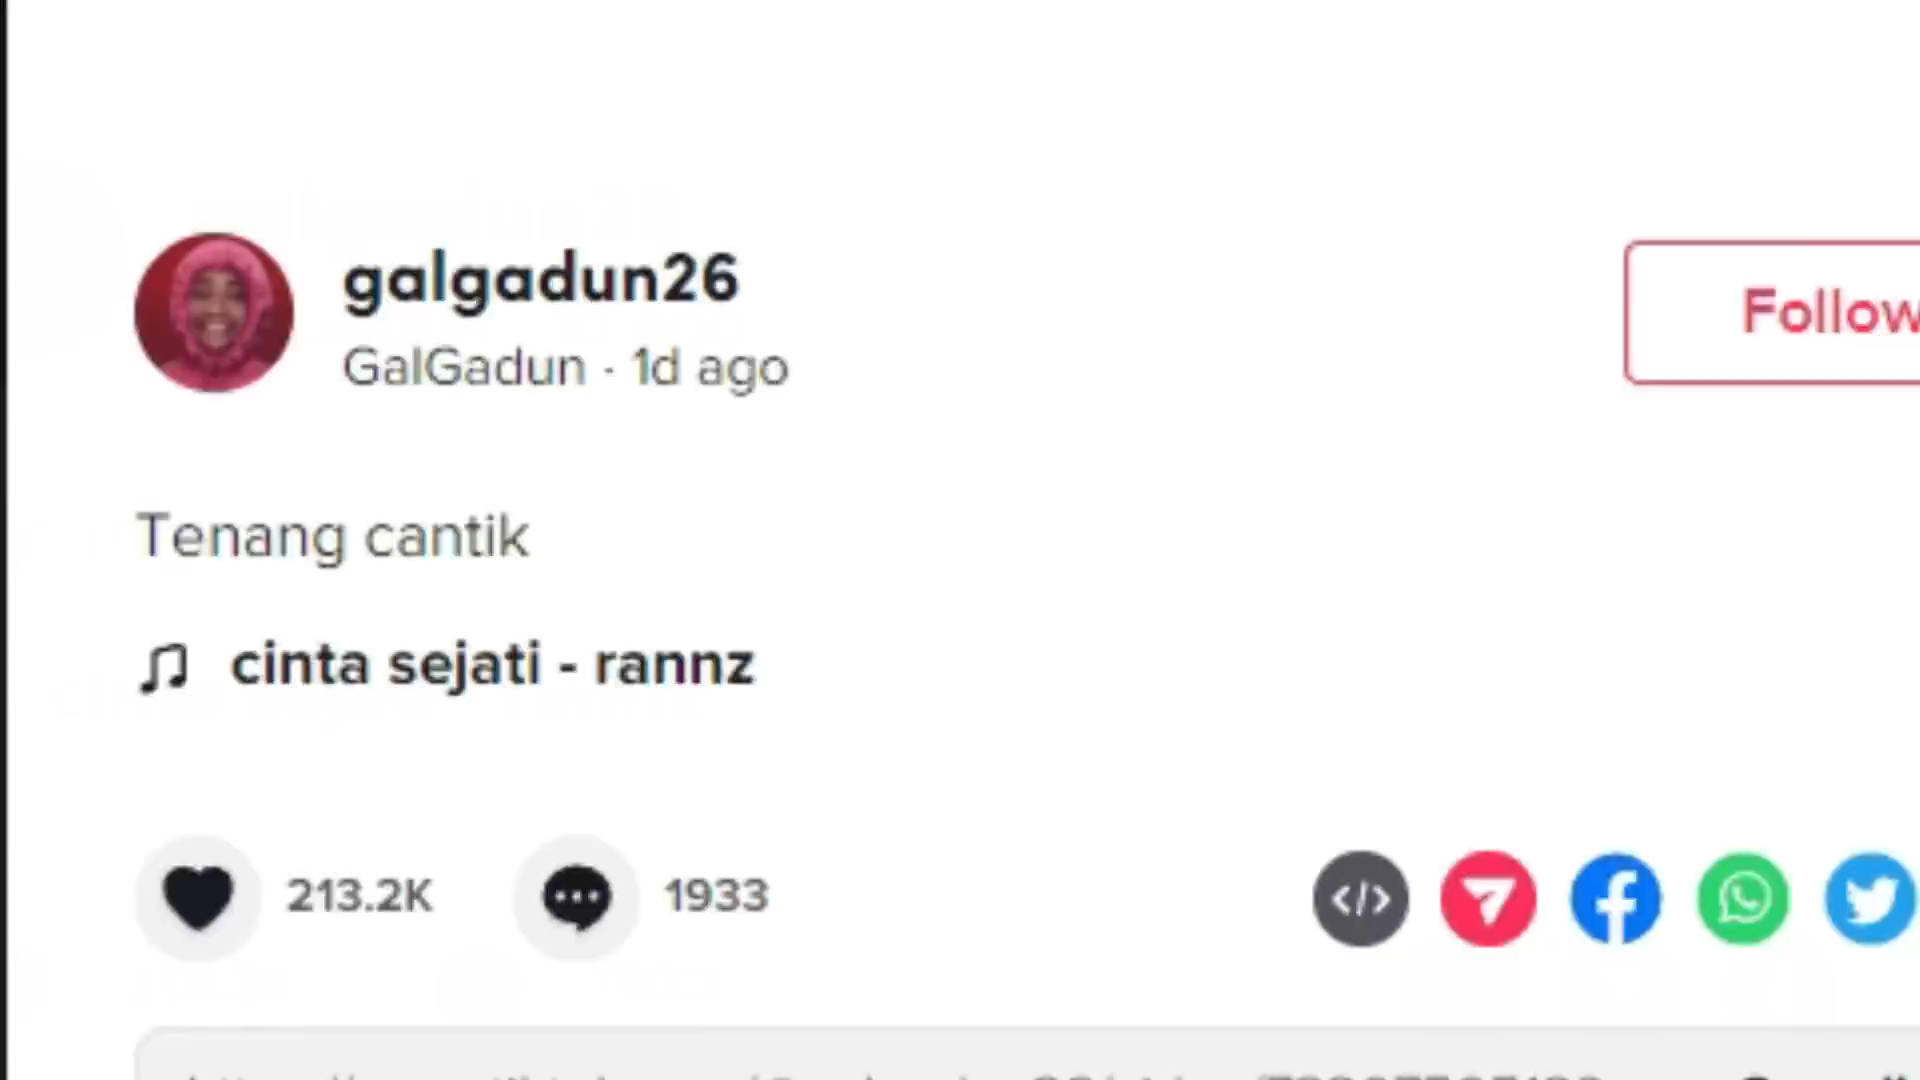 galgadun26
GalGadun · 1d ago
Follow
Tenang cantik
cinta sejati - rannz
213.2K
1933